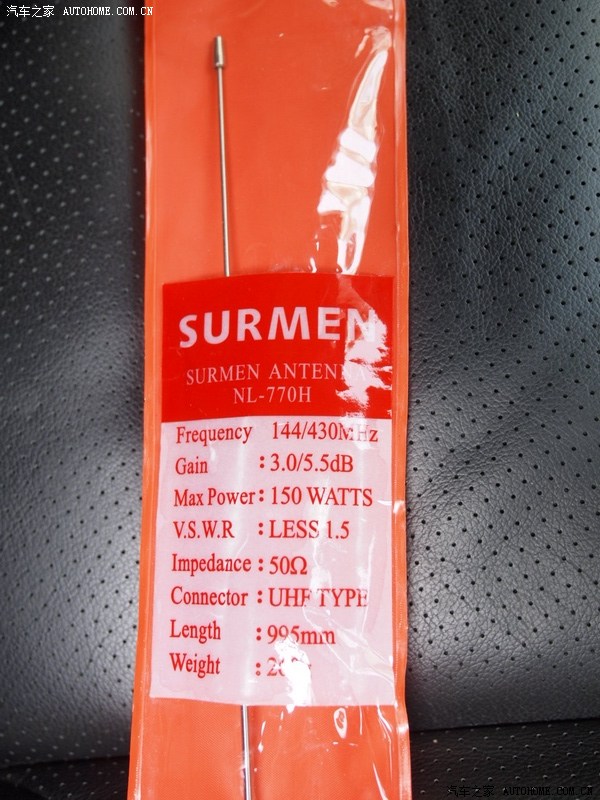 汽车之家 AUTOHOME.COM.CN
SURMEN
SURMEN ANTENNA
NL-770H
Frequency 144/430MHz
Gain : 3.0/5.5dB
Max Power : 150 WATTS
V.S.W.R : LESS 1.5
Impedance : 50Ω
Connector : UHF TYPE
Length : 995mm
Weight :
汽车之家 AUTOHOME.COM.CN